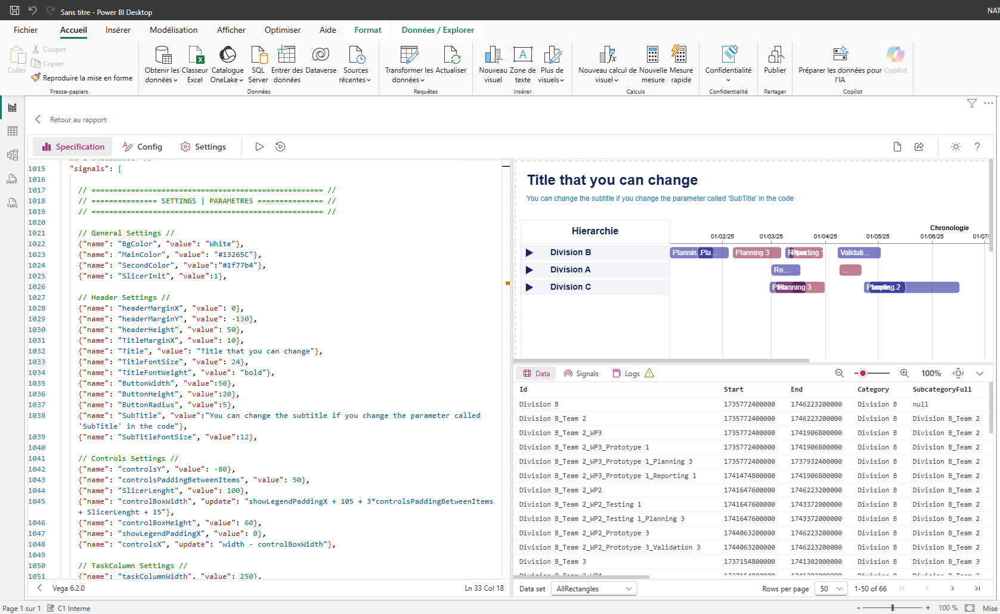 Sans titre - Power BI Desktop
NAT
Fichier Accueil Insérer Modélisation Afficher Optimiser Aide Format Données / Explorer
Coller
Couper
Copier
Reproduire la mise en forme
Presse-papiers
Obtenir les données
Classeur Excel
Catalogue OneLake
SQL Server
Entrer des données
Dataverse
Sources récentes
Données
Transformer les données
Actualiser
Requêtes
Nouveau visuel
Zone de texte
Plus de visuels
Insérer
Nouveau calcul de visuel
Nouvelle mesure
Mesure rapide
Calculs
Confidentialité
Confidentialité
Publier
Partager
Préparer les données pour l'IA
Copilot
Copilot
DAX
TMDL
Retour au rapport
Specification Config Settings
1015 "signals": [
1016
1017 // ===================================================== //
1018 // =============== SETTINGS | PARAMETRES =============== //
1019 // ===================================================== //
1020
1021 // General Settings //
1022 {"name": "BgColor", "value": "White"},
1023 {"name": "MainColor", "value": "#13265C"},
1024 {"name": "SecondColor", "value":"#1f77b4"},
1025 {"name": "SlicerInit", "value":1},
1026
1027 // Header Settings //
1028 {"name": "headerMarginX", "value": 0},
1029 {"name": "headerMarginY", "value": -130},
1030 {"name": "headerHeight", "value": 50},
1031 {"name": "TitleMarginX", "value": 10},
1032 {"name": "Title", "value": "Title that you can change"},
1033 {"name": "TitleFontSize", "value": 24},
1034 {"name": "TitleFontWeight", "value": "bold"},
1035 {"name": "ButtonWidth", "value":50},
1036 {"name": "ButtonHeight", "value":20},
1037 {"name": "ButtonRadius", "value":5},
1038 {"name": "SubTitle", "value":"You can change the subtitle if you change the parameter called
'SubTitle' in the code"},
1039 {"name": "SubTitleFontSize", "value":12},
1040
1041 // Controls Settings //
1042 {"name": "controlsY", "value": -80},
1043 {"name": "controlsPaddingBetweenItems", "value": 50},
1044 {"name": "SlicerLenght", "value": 100},
1045 {"name": "controlBoxWidth", "update": "showLegendPaddingX + 105 + 3*controlsPaddingBetweenItems
+ SlicerLenght + 15"},
1046 {"name": "controlBoxHeight", "value": 60},
1047 {"name": "showLegendPaddingX", "value": 0},
1048 {"name": "controlsX", "update": "width - controlBoxWidth"},
1049
1050 // TaskColumn Settings //
1051 {"name": "taskColumnWidth", "value": 250},
Vega 6.2.0
Ln 33 Col 18
Title that you can change
You can change the subtitle if you change the parameter called 'SubTitle' in the code
Hierarchie
Chronologie
01/02/25 01/03/25 01/04/25 01/05/25 01/06/25 01/07/
Division B
Plannin... Pla... Planning 3 Validati...
Division A
Re... ...
Division C
Planning 3
Data Signals Logs
100%
Id Start End Category SubcategoryFull
Division B 1735772400000 1746223200000 Division B null
Division B_Team 2 1735772400000 1746223200000 Division B Division B_Team 2
Division B_Team 2_WP3 1735772400000 1741906800000 Division B Division B_Team 2
Division B_Team 2_WP3_Prototype 1 1735772400000 1741906800000 Division B Division B_Team 2
Division B_Team 2_WP3_Prototype 1_Planning 3 1735772400000 1737932400000 Division B Division B_Team 2
Division B_Team 2_WP3_Prototype 1_Reporting 1 1741474800000 1741906800000 Division B Division B_Team 2
Division B_Team 2_WP2 1741647600000 1746223200000 Division B Division B_Team 2
Division B_Team 2_WP2_Testing 1 1741647600000 1743372000000 Division B Division B_Team 2
Division B_Team 2_WP2_Testing 1_Planning 3 1741647600000 1743372000000 Division B Division B_Team 2
Division B_Team 2_WP2_Prototype 3 1744063200000 1746223200000 Division B Division B_Team 2
Division B_Team 2_WP2_Prototype 3_Validation 3 1744063200000 1746223200000 Division B Division B_Team 2
Division B_Team 3 1737154800000 1741302000000 Division B Division B_Team 3
Data set AllRectangles
Rows per page 50 1-50 of 66
Page 1 sur 1 C1 Interne
- + 100 % Mise